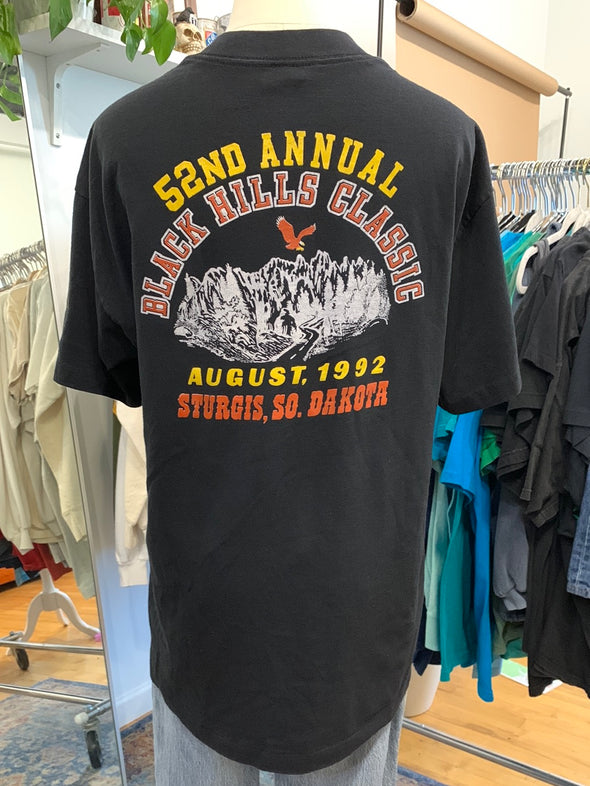 52ND ANNUAL
BLACK HILLS CLASSIC
AUGUST, 1992
STURGIS, SO. DAKOTA